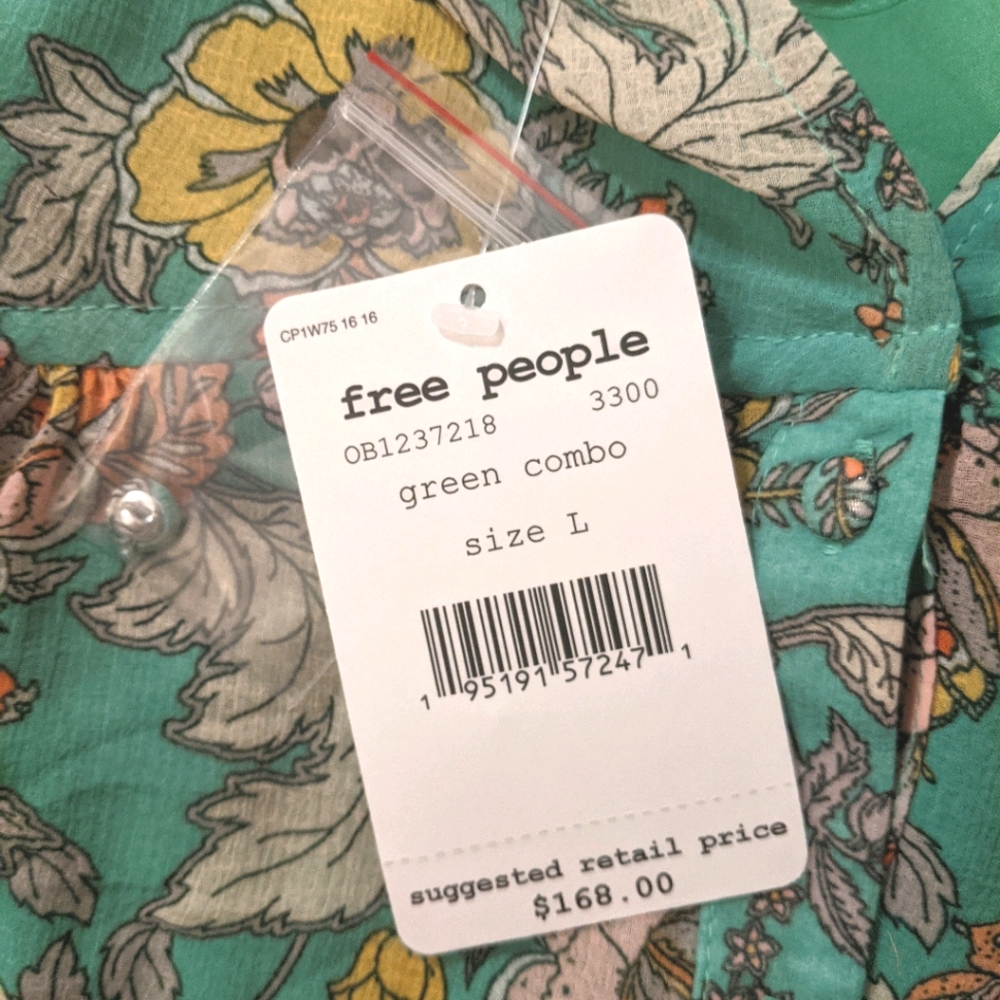 CP1W75 16 16
free people
OB1237218 3300
green combo
size L
1 95191 57247 1
suggested retail price
$168.00